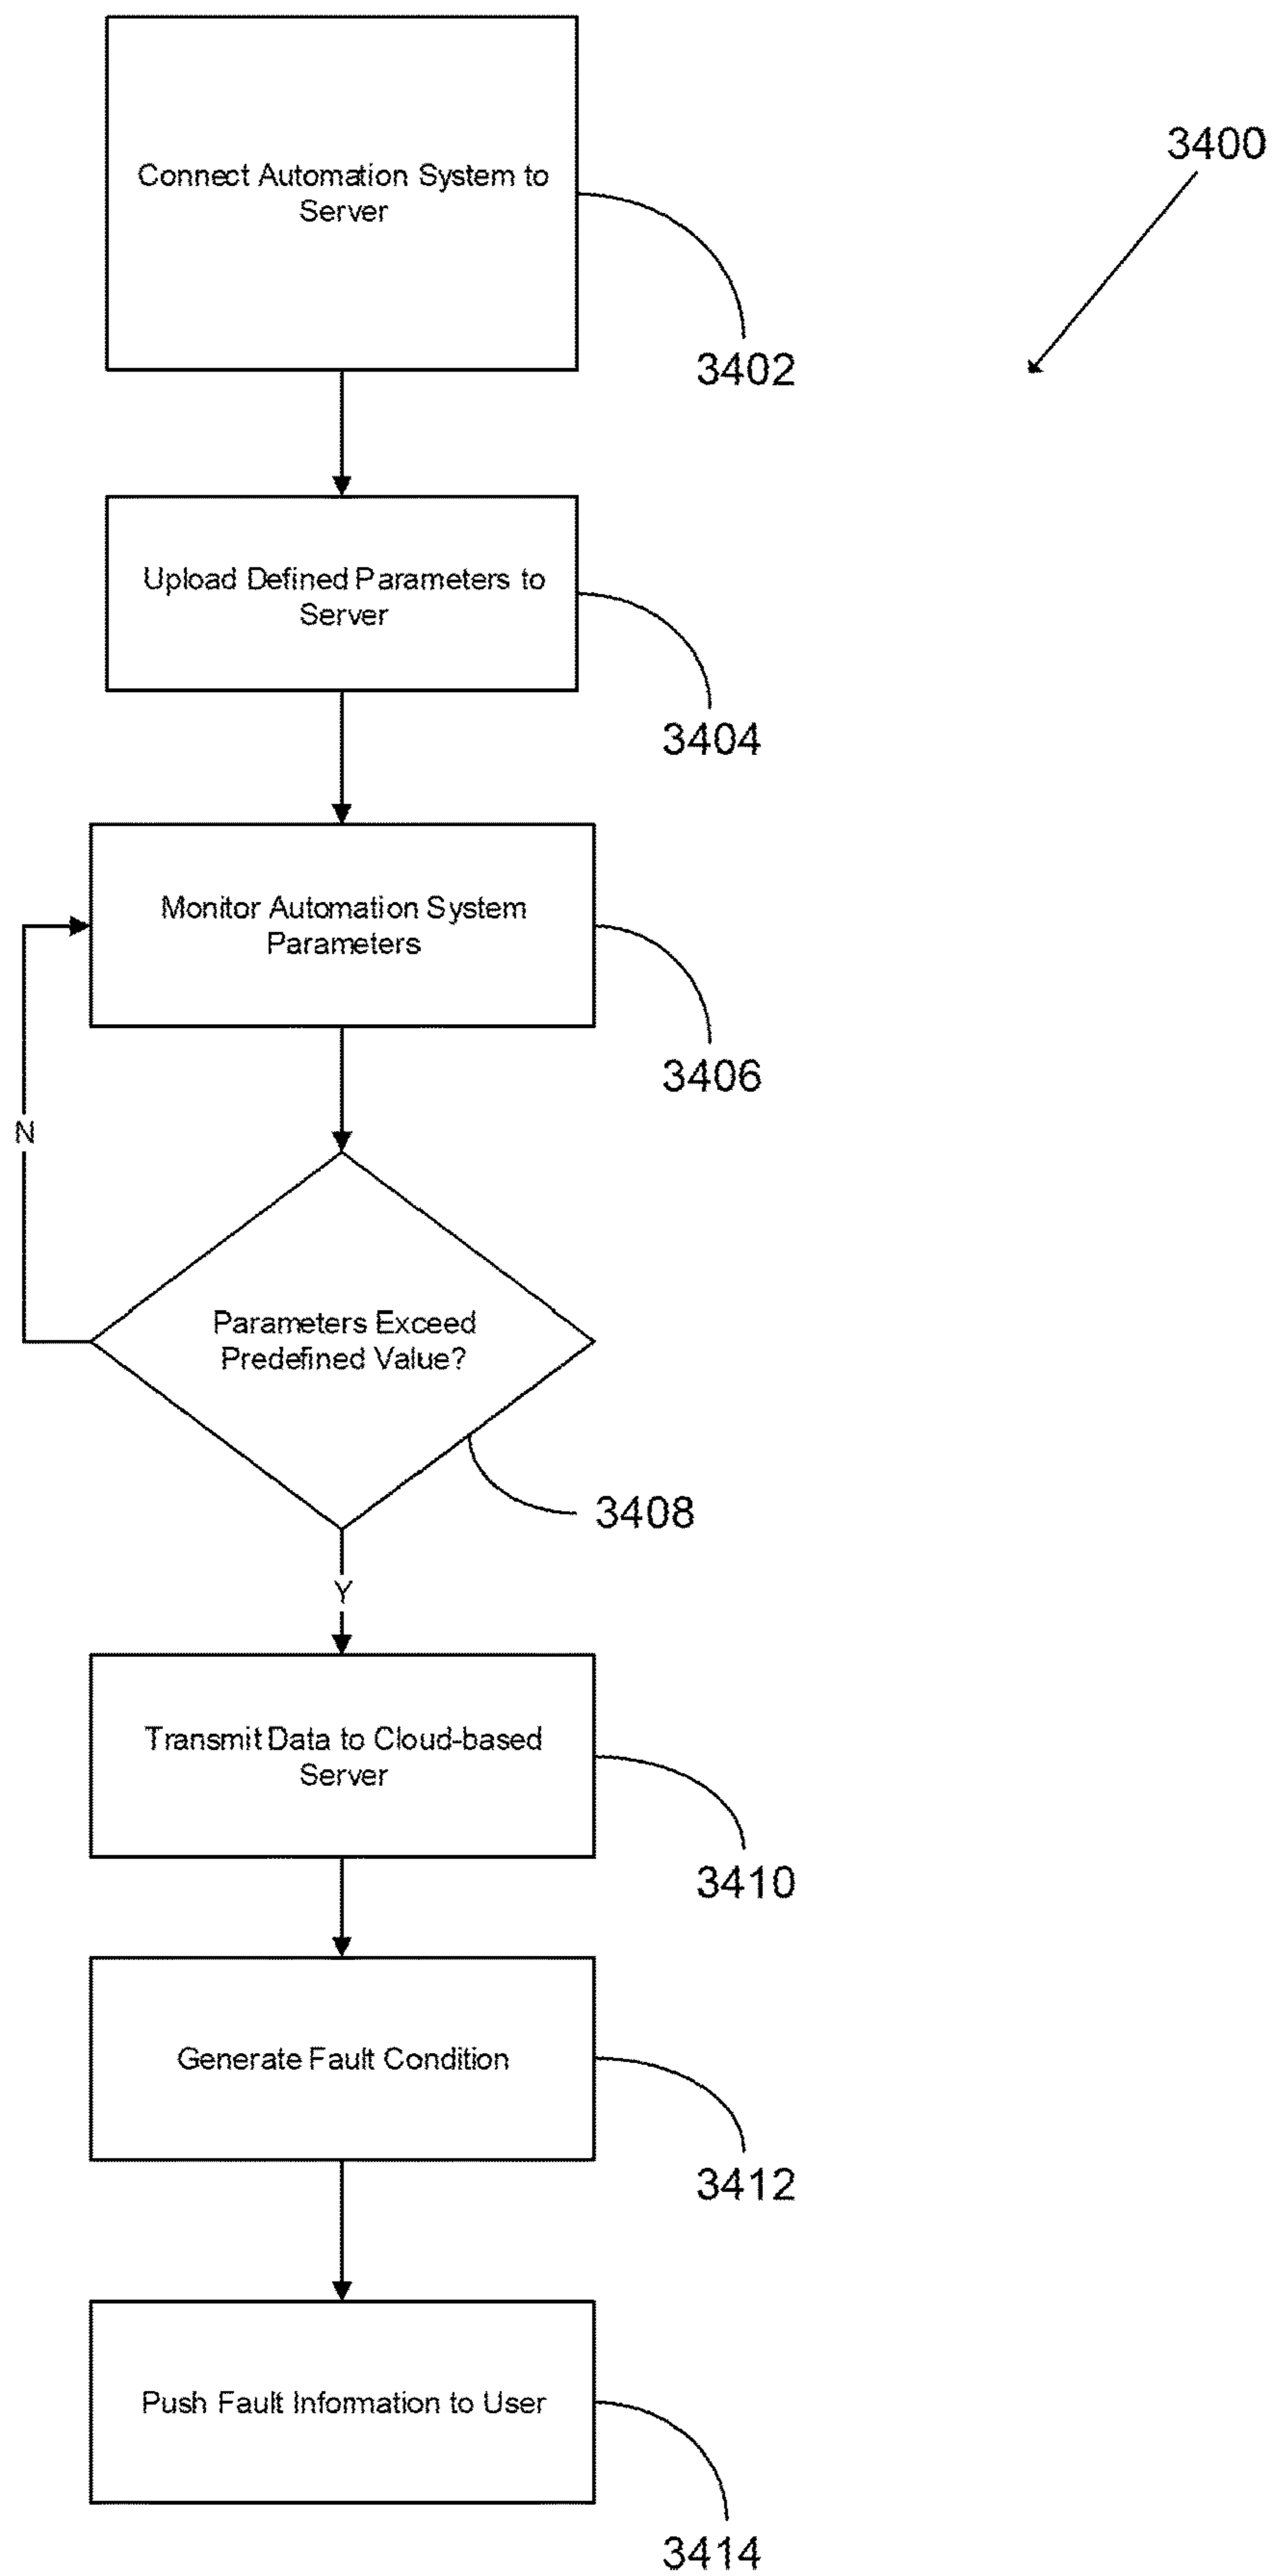 3400
Connect Automation System to
Server
3402
Upload Defined Parameters to
Server
3404
Monitor Automation System
Parameters
3406
N
Parameters Exceed
Predefined Value?
3408
Y
Transmit Data to Cloud-based
Server
3410
Generate Fault Condition
3412
Push Fault Information to User
3414